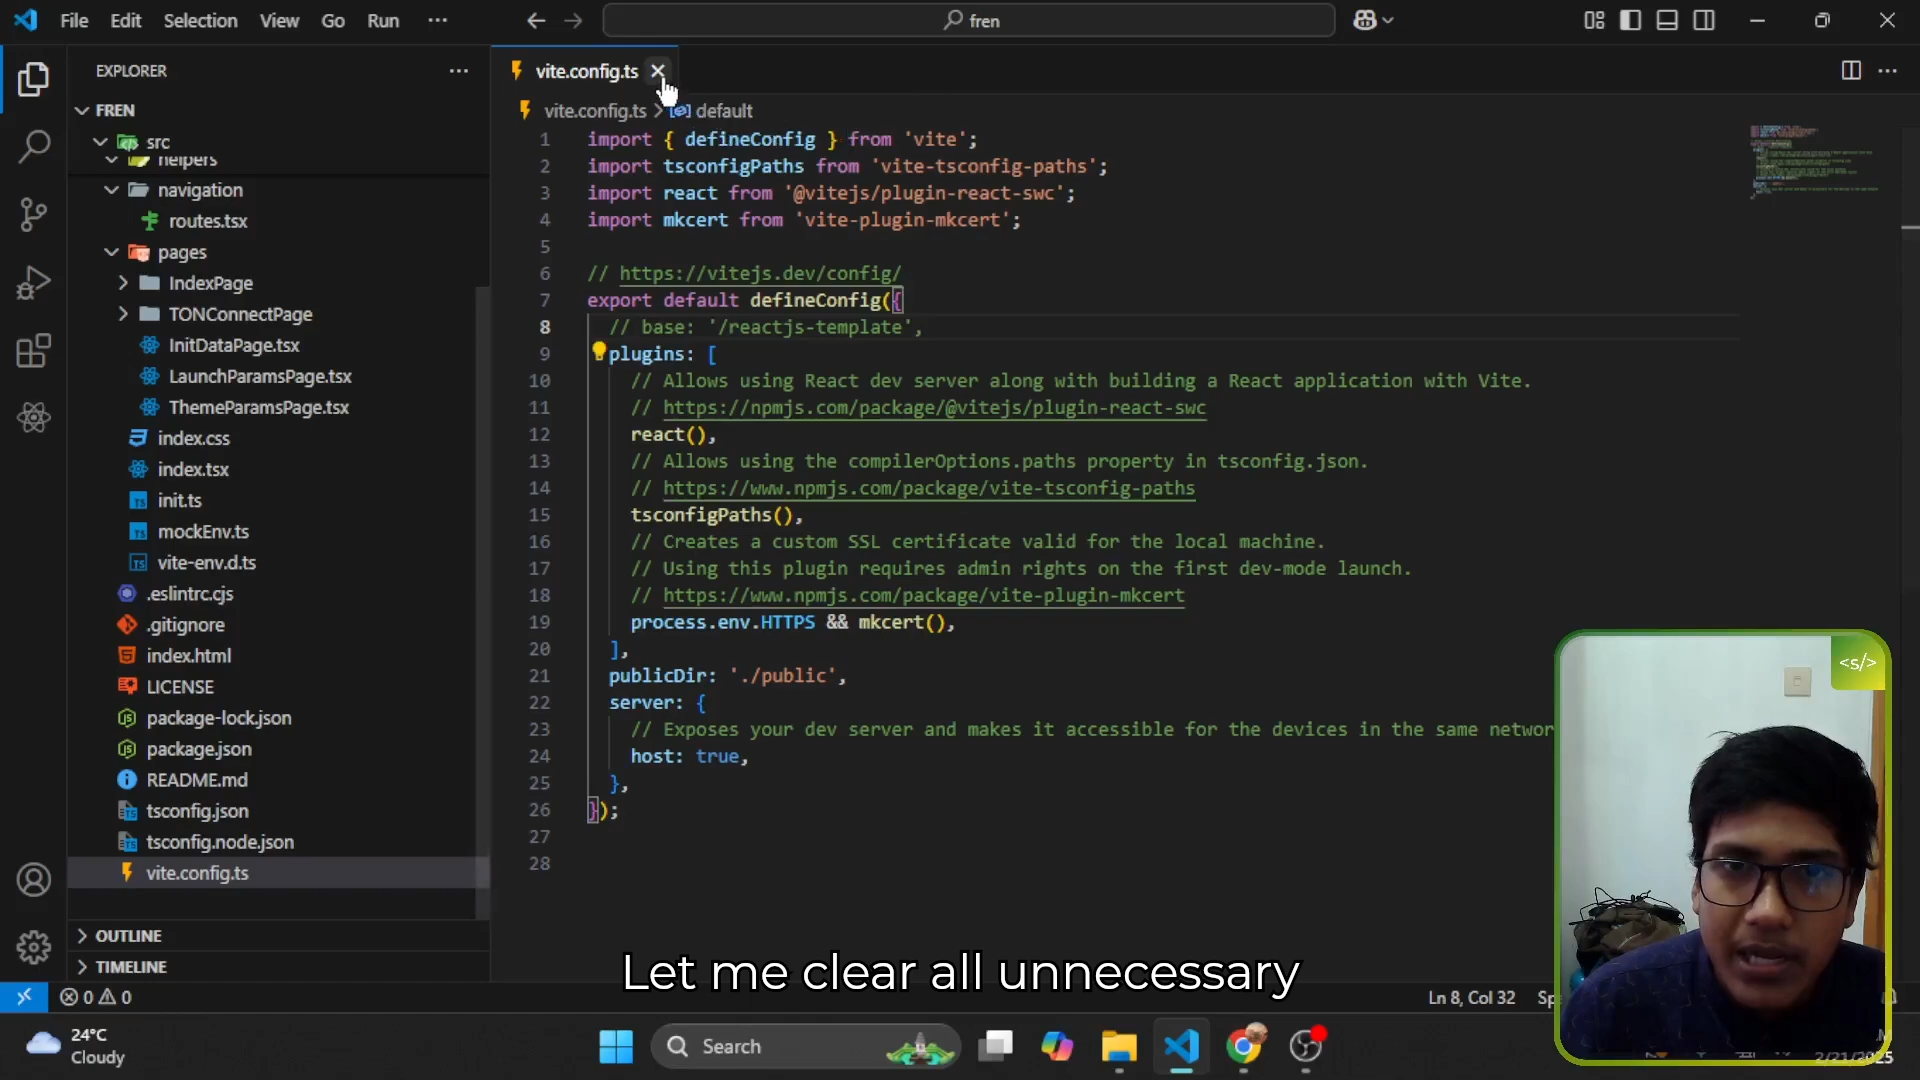 File Edit Selection View Go Run ···
fren
EXPLORER
FREN
src
helpers
navigation
routes.tsx
pages
IndexPage
TONConnectPage
InitDataPage.tsx
LaunchParamsPage.tsx
ThemeParamsPage.tsx
index.css
index.tsx
init.ts
mockEnv.ts
vite-env.d.ts
.eslintrc.cjs
.gitignore
index.html
LICENSE
package-lock.json
package.json
README.md
tsconfig.json
tsconfig.node.json
vite.config.ts
OUTLINE
TIMELINE
vite.config.ts
vite.config.ts > default
1 import { defineConfig } from 'vite';
2 import tsconfigPaths from 'vite-tsconfig-paths';
3 import react from '@vitejs/plugin-react-swc';
4 import mkcert from 'vite-plugin-mkcert';
5
6 // https://vitejs.dev/config/
7 export default defineConfig({
8 // base: '/reactjs-template',
9 plugins: [
10 // Allows using React dev server along with building a React application with Vite.
11 // https://npmjs.com/package/@vitejs/plugin-react-swc
12 react(),
13 // Allows using the compilerOptions.paths property in tsconfig.json.
14 // https://www.npmjs.com/package/vite-tsconfig-paths
15 tsconfigPaths(),
16 // Creates a custom SSL certificate valid for the local machine.
17 // Using this plugin requires admin rights on the first dev-mode launch.
18 // https://www.npmjs.com/package/vite-plugin-mkcert
19 process.env.HTTPS && mkcert(),
20 ],
21 publicDir: './public',
22 server: {
23 // Exposes your dev server and makes it accessible for the devices in the same networ
24 host: true,
25 },
26 });
27
28
<s/>
Let me clear all unnecessary
0 0
Ln 8, Col 32
24°C
Cloudy
Search
2/21/2025